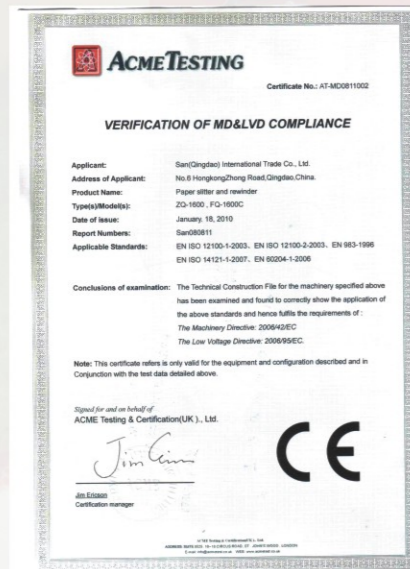 ACMETESTING
Certificate No.: AT-MD0811002
VERIFICATION OF MD&LVD COMPLIANCE
Applicant: San(Qingdao) International Trade Co., Ltd.
Address of Applicant: No.8 HongkongZhong Road,Qingdao,China.
Product Name: Paper slitter and rewinder
Type(s)/Model(s): ZQ-1600 , FQ-1600C
Date of issue: January, 18, 2010
Report Numbers: San080811
Applicable Standards: EN ISO 12100-1-2003、EN ISO 12100-2-2003、EN 983-1996
EN ISO 14121-1-2007、EN 60204-1-2006
Conclusions of examination: The Technical Construction File for the machinery specified above
has been examined and found to correctly show the application of
the above standards and hence fulfils the requirements of :
The Machinery Directive: 2006/42/EC
The Low Voltage Directive: 2006/95/EC.
Note: This certificate refers is only valid for the equipment and configuration described and in
Conjunction with the test data detailed above.
Signed for and on behalf of
ACME Testing & Certification(UK )., Ltd.
Jim Ericson
Certification manager
CE